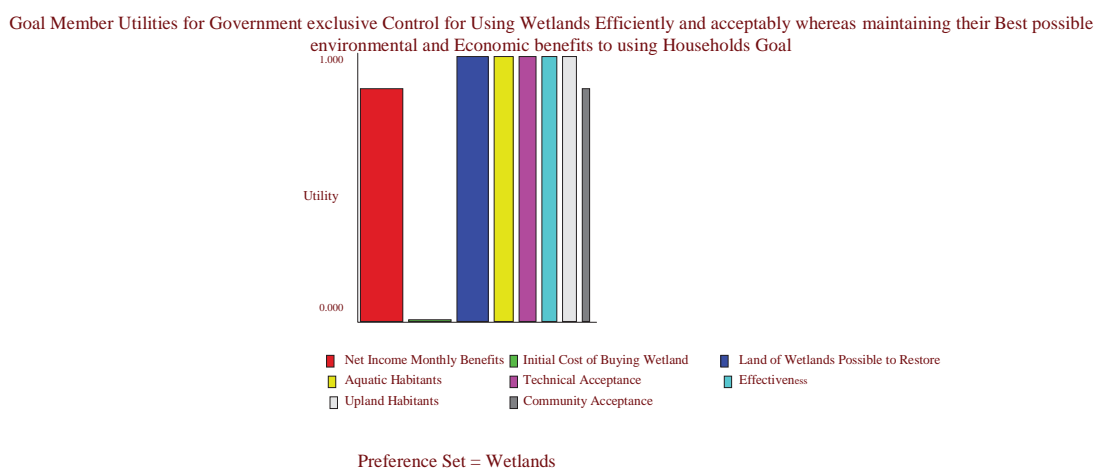 Goal Member Utilities for Government exclusive Control for Using Wetlands Efficiently and acceptably whereas maintaining their Best possible
environmental and Economic benefits to using Households Goal
1.000
Utility
0.000
Net Income Monthly Benefits Initial Cost of Buying Wetland Land of Wetlands Possible to Restore
Aquatic Habitants Technical Acceptance Effectiveness
Upland Habitants Community Acceptance
Preference Set = Wetlands